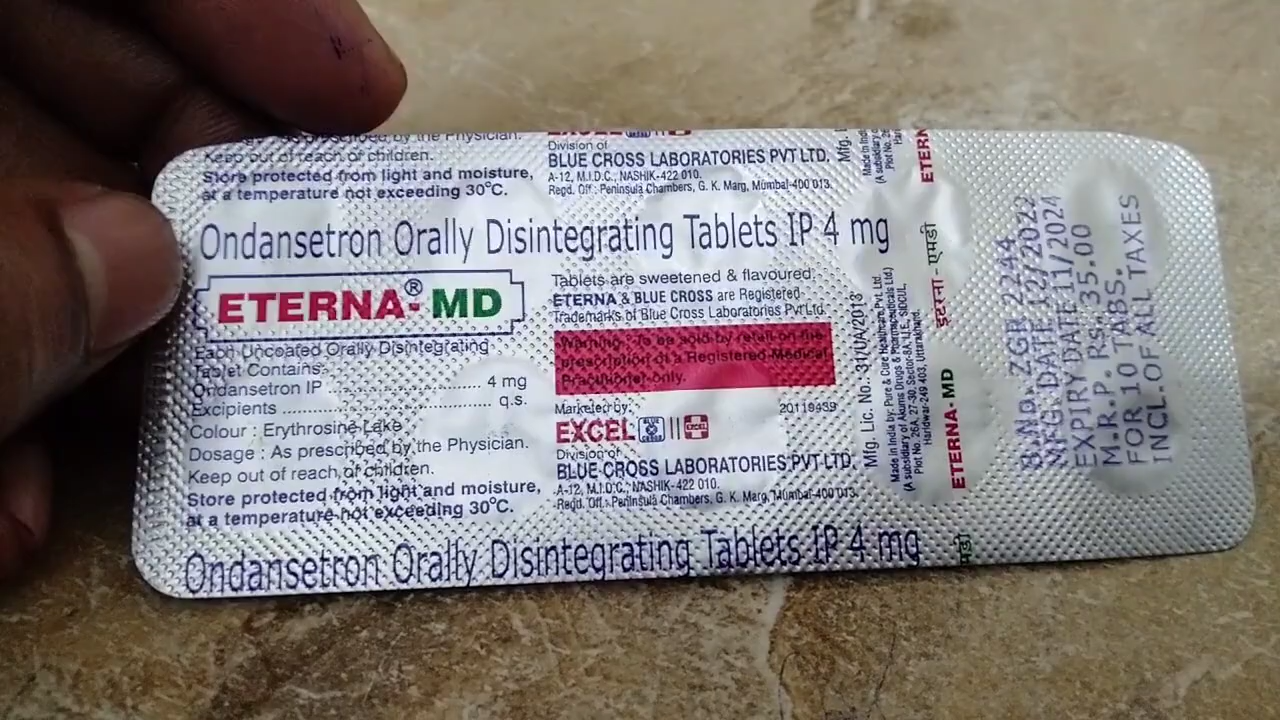 Keep out of reach of children.
Store protected from light and moisture,
at a temperature not exceeding 30°C.
Division of
BLUE CROSS LABORATORIES PVT LTD.
A-12, M.I.D.C., NASHIK-422 010.
Regd. Off.: Peninsula Chambers, G. K. Marg, Mumbai-400 013.
Ondansetron Orally Disintegrating Tablets IP 4 mg
ETERNA®-MD
Each Uncoated Orally Disintegrating
Tablet Contains:
Ondansetron IP ................ 4 mg
Excipients ................ q.s.
Colour : Erythrosine Lake
Dosage : As prescribed by the Physician.
Keep out of reach of children.
Store protected from light and moisture,
at a temperature not exceeding 30°C.
Tablets are sweetened & flavoured.
ETERNA & BLUE CROSS are Registered
Trademarks of Blue Cross Laboratories Pvt Ltd.
Warning : To be sold by retail on the
prescription of a Registered Medical
Practitioner only.
Marketed by:
20119439
EXCEL BLUE CROSS || EXCEL
Division of
BLUE CROSS LABORATORIES PVT LTD.
A-12, M.I.D.C., NASHIK-422 010.
Regd. Off.: Peninsula Chambers, G. K. Marg, Mumbai-400 013.
Ondansetron Orally Disintegrating Tablets IP 4 mg
Mfg. Lic. No. 31/UA/2013
Made in India by: Pure & Cure Healthcare Pvt. Ltd.
(A subsidiary of Akums Drugs & Pharmaceuticals Ltd)
Plot No. 26A, 27-30, Sector-8A, I.I.E., SIDCUL,
Haridwar-249 403, Uttarakhand.
ETERNA-MD
इटरना-एमडी
B.NO. ZGR 2244
MFG.DATE 12/2022
EXPIRY DATE 11/2024
M.R.P. RS. 35.00
FOR 10 TABS.
INCL.OF ALL TAXES